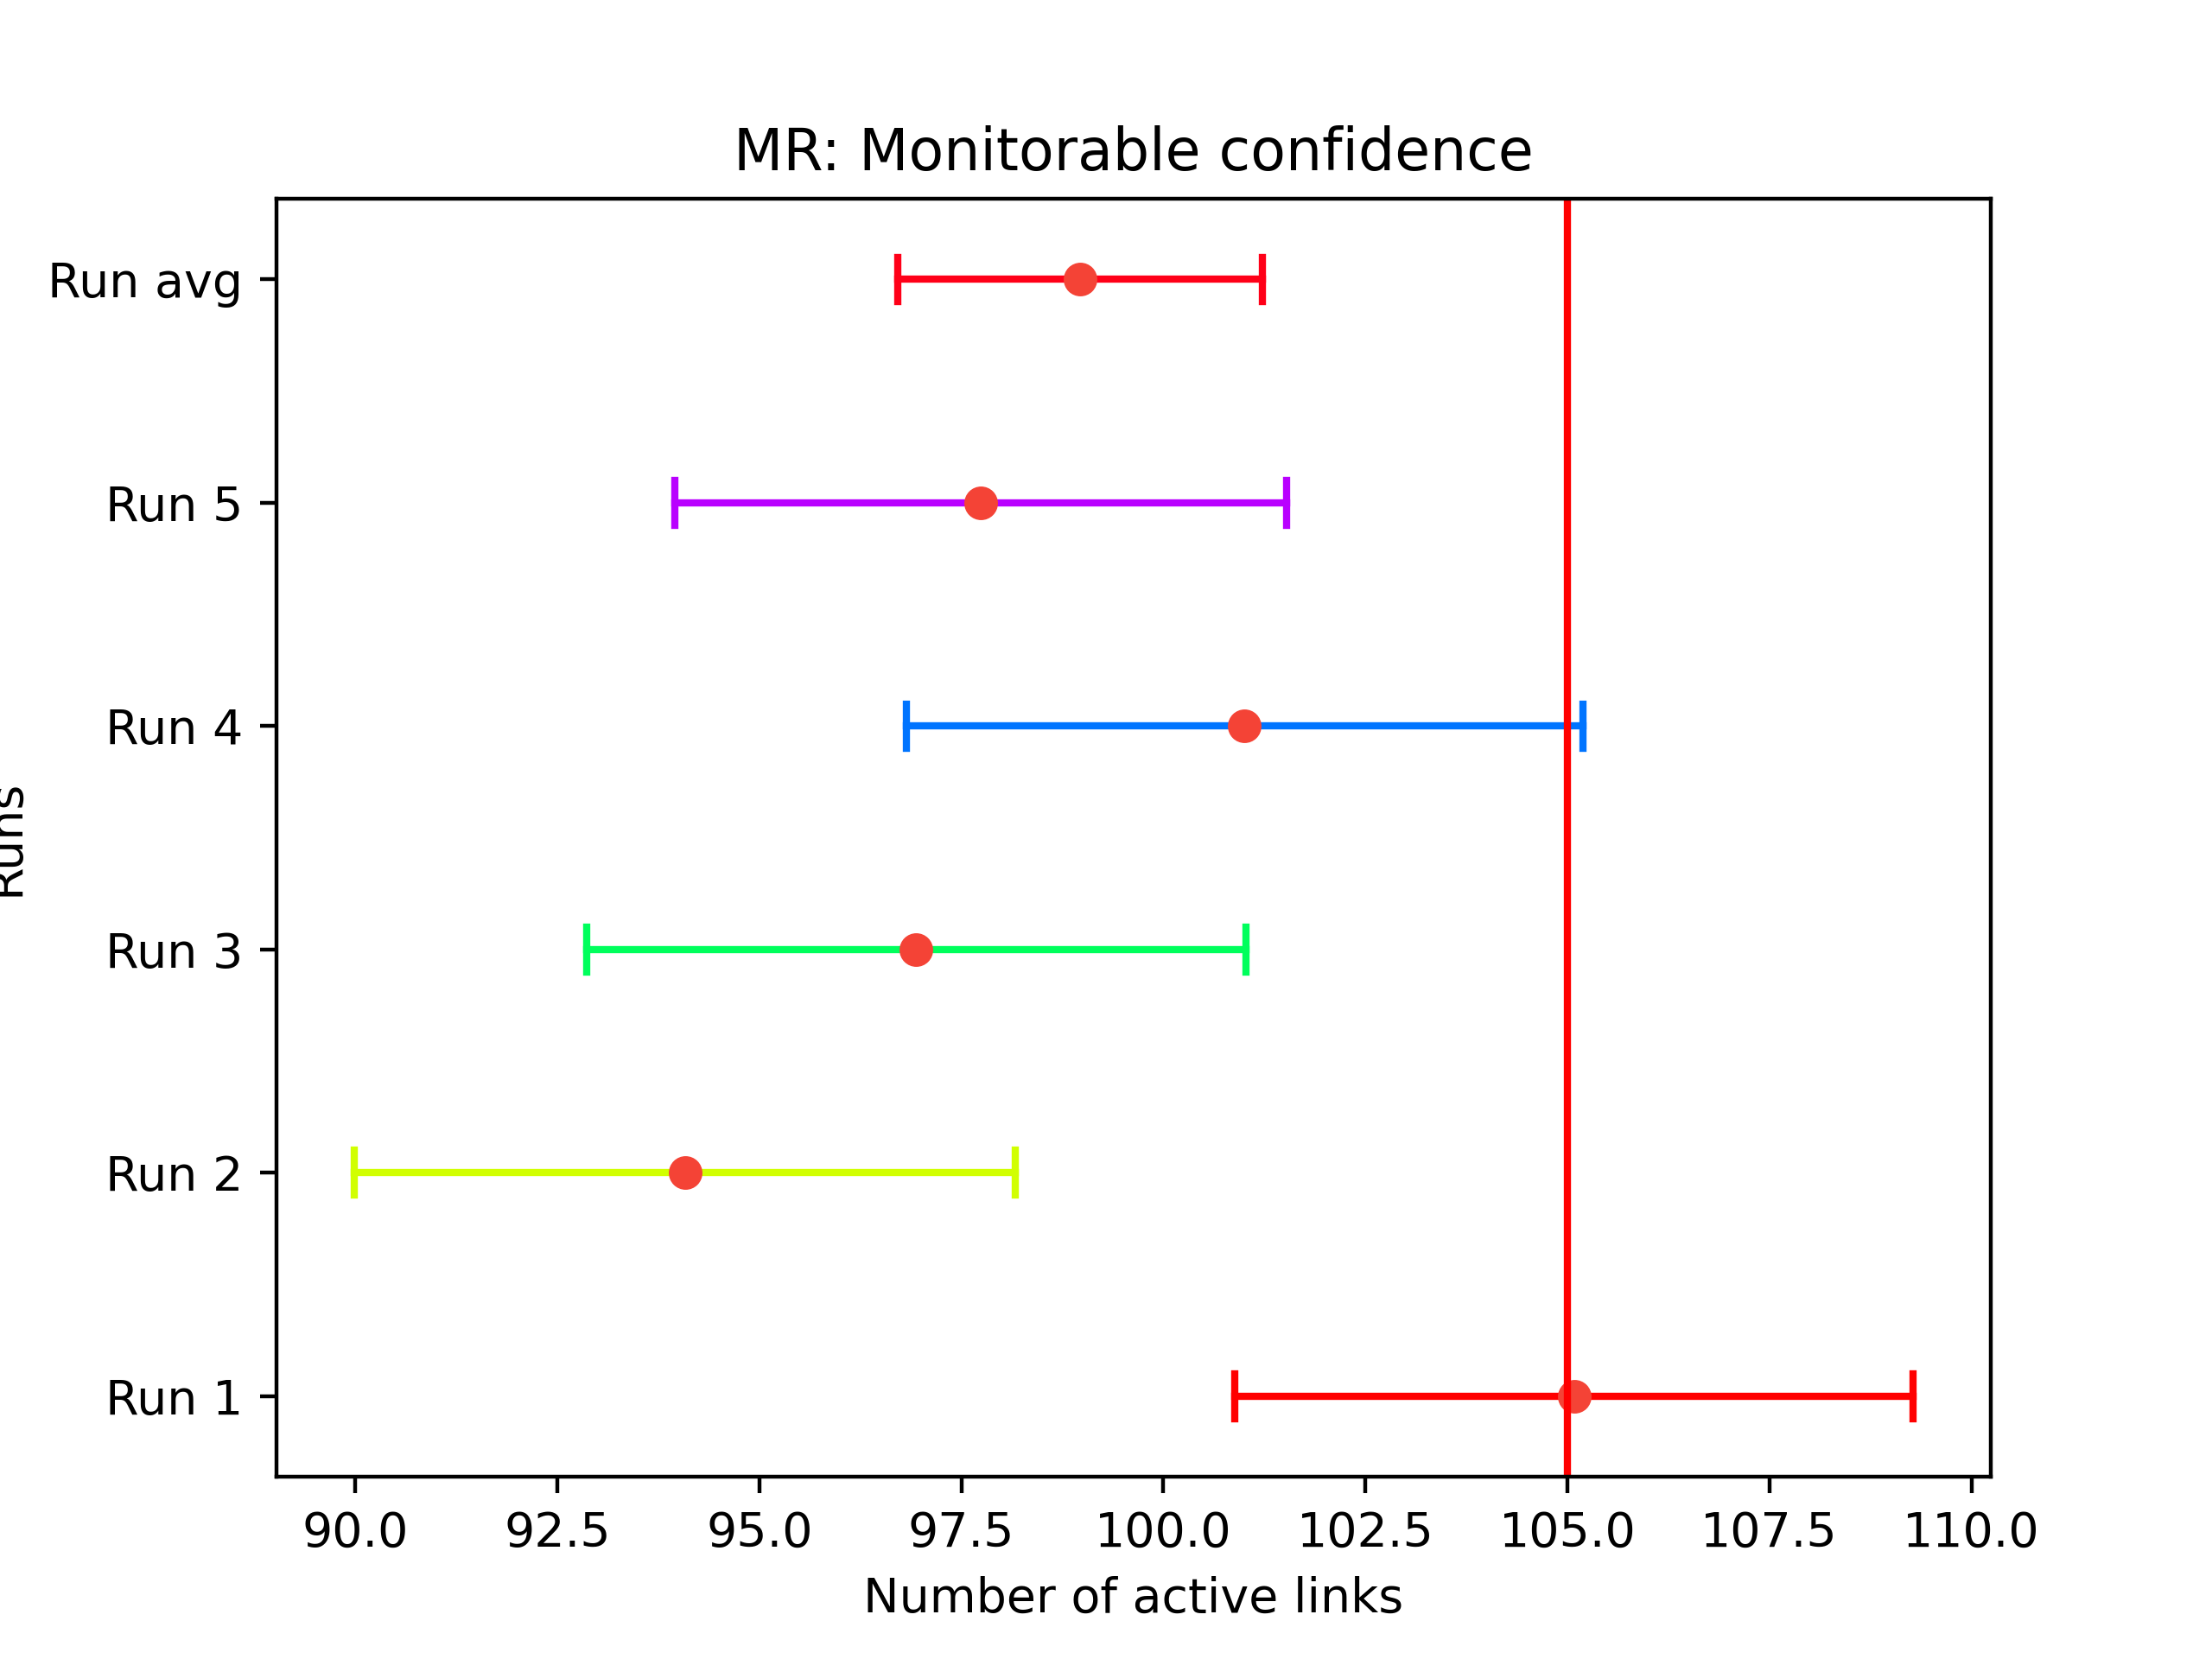 MR: Monitorable confidence
Run avg
Run 5
Run 4
Runs
Run 3
Run 2
Run 1
90.0 92.5 95.0 97.5 100.0 102.5 105.0 107.5 110.0
Number of active links